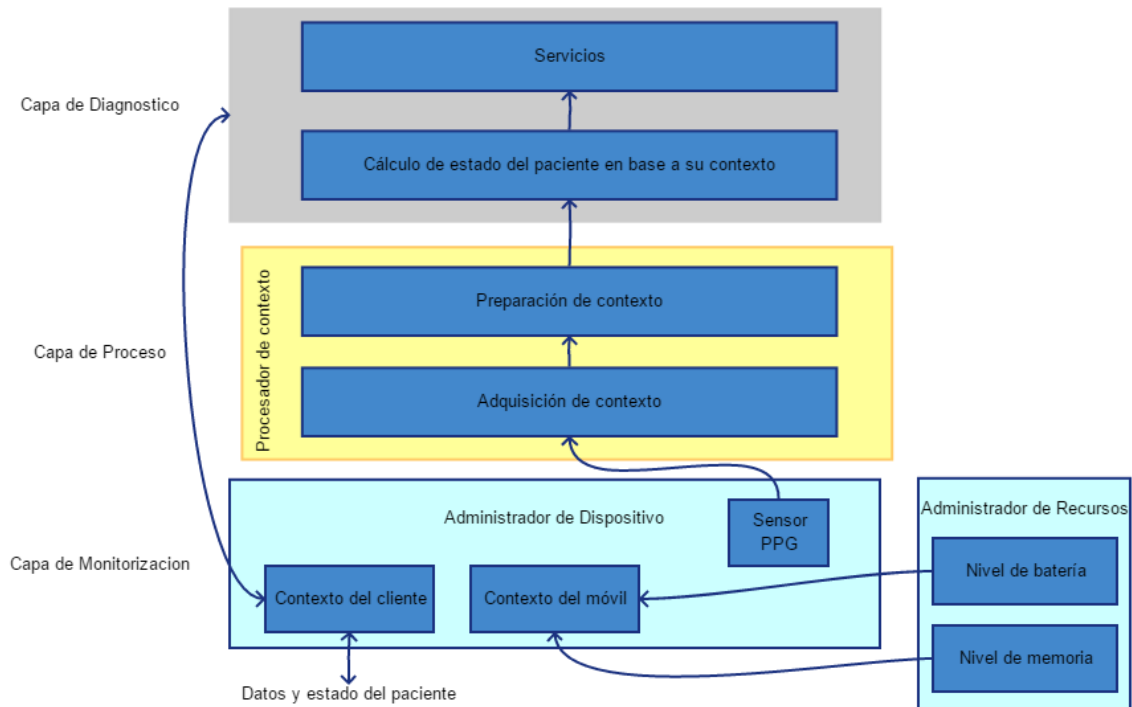 Servicios
Capa de Diagnostico
Cálculo de estado del paciente en base a su contexto
Procesador de contexto
Preparación de contexto
Capa de Proceso
Adquisición de contexto
Administrador de Dispositivo
Sensor
PPG
Administrador de Recursos
Capa de Monitorizacion
Contexto del cliente
Contexto del móvil
Nivel de batería
Nivel de memoria
Datos y estado del paciente